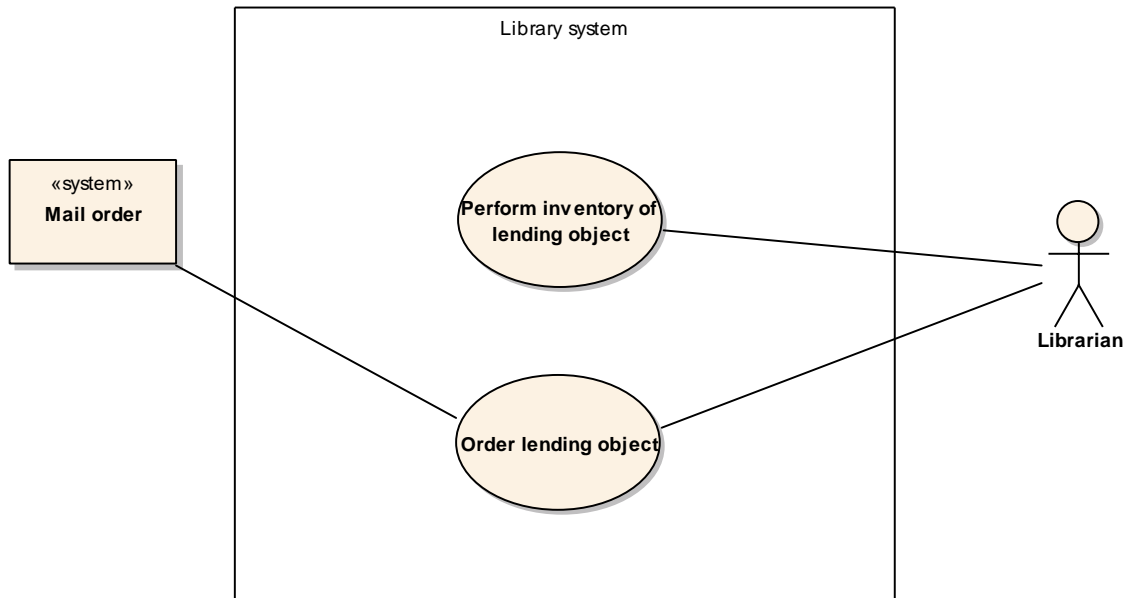 Library system
«system»
Mail order
Perform inventory of
lending object
Librarian
Order lending object